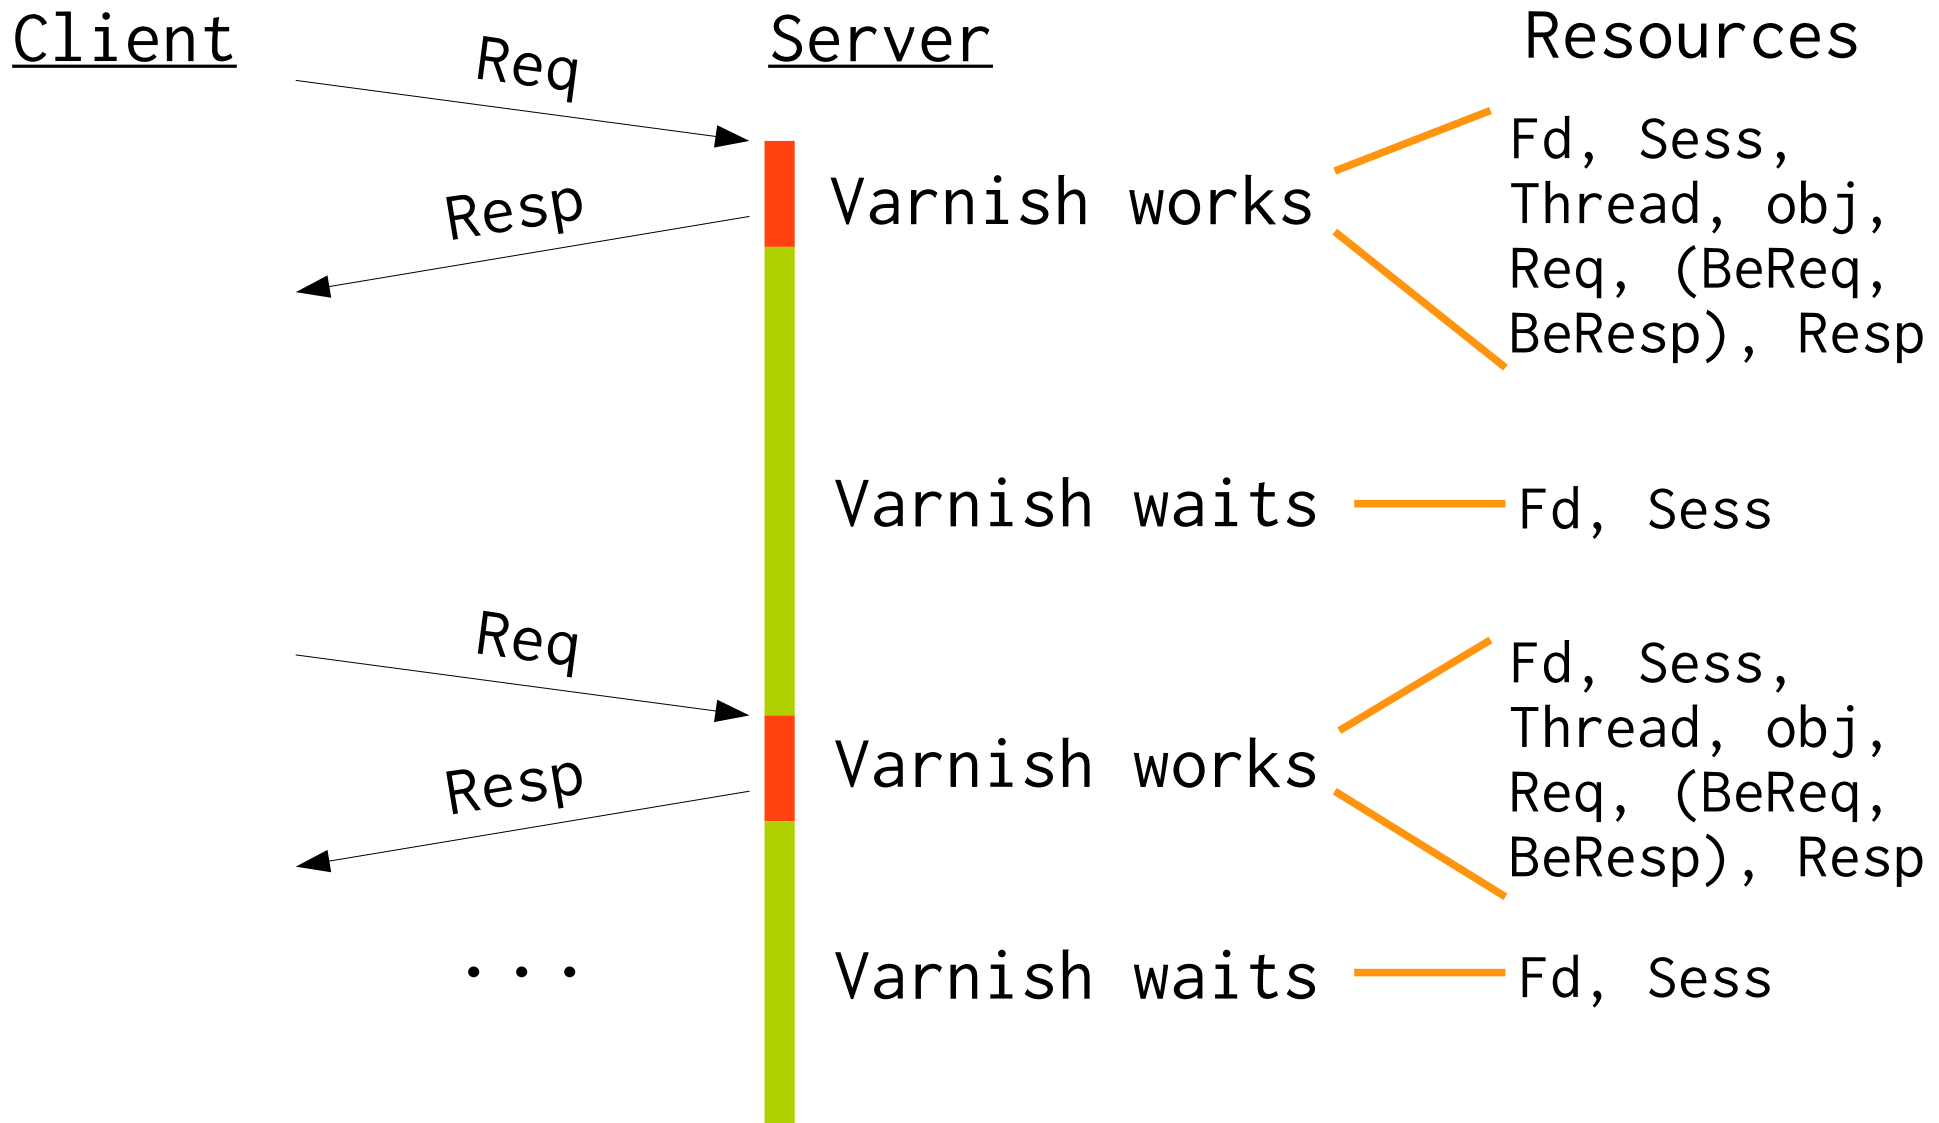 Client
Server
Resources
Req
Resp
Varnish works
Fd, Sess,
Thread, obj,
Req, (BeReq,
BeResp), Resp
Varnish waits
Fd, Sess
Req
Resp
Varnish works
Fd, Sess,
Thread, obj,
Req, (BeReq,
BeResp), Resp
...
Varnish waits
Fd, Sess